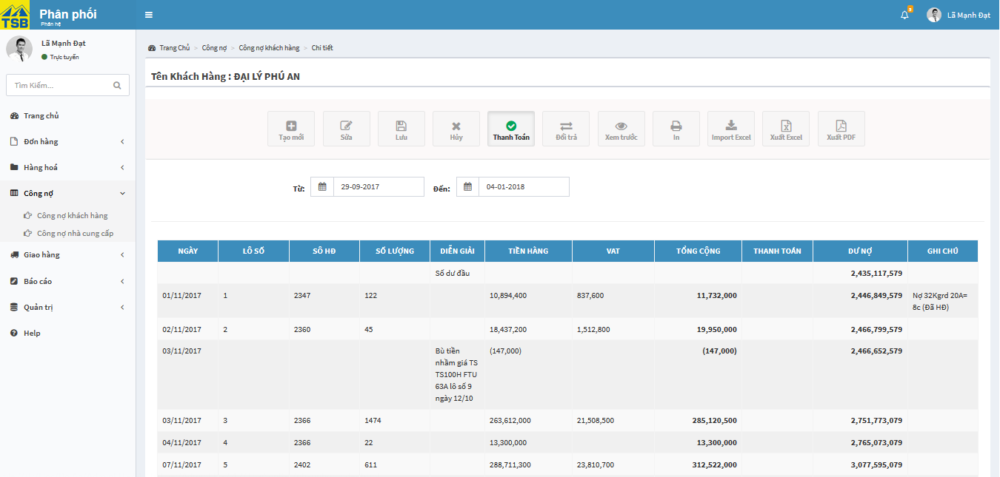 TSB
Phân phối
Phân hệ
9
Lã Mạnh Đạt
Lã Mạnh Đạt
Trực tuyến
Tìm Kiếm...
Trang chủ
Đơn hàng
Hàng hoá
Công nợ
Công nợ khách hàng
Công nợ nhà cung cấp
Giao hàng
Báo cáo
Quản trị
Help
Trang Chủ > Công nợ > Công nợ khách hàng > Chi tiết
Tên Khách Hàng : ĐẠI LÝ PHÚ AN
Tạo mới Sửa Lưu Hủy Thanh Toán Đổi trả Xem trước In Import Excel Xuất Excel Xuất PDF
Từ: 29-09-2017 Đến: 04-01-2018
NGÀY LÔ SỐ SÔ HĐ SỐ LƯỢNG DIỄN GIẢI TIỀN HÀNG VAT TỔNG CỘNG THANH TOÁN DƯ NỢ GHI CHÚ
Số dư đầu 2,435,117,579
01/11/2017 1 2347 122 10,894,400 837,600 11,732,000 2,446,849,579 Nợ 32Kgrd 20A=
8c (Đã HĐ)
02/11/2017 2 2360 45 18,437,200 1,512,800 19,950,000 2,466,799,579
03/11/2017 Bù tiền (147,000) (147,000) 2,466,652,579
nhầm giá TS
TS100H FTU
63A lô số 9
ngày 12/10
03/11/2017 3 2366 1474 263,612,000 21,508,500 285,120,500 2,751,773,079
04/11/2017 4 2366 22 13,300,000 13,300,000 2,765,073,079
07/11/2017 5 2402 611 288,711,300 23,810,700 312,522,000 3,077,595,079